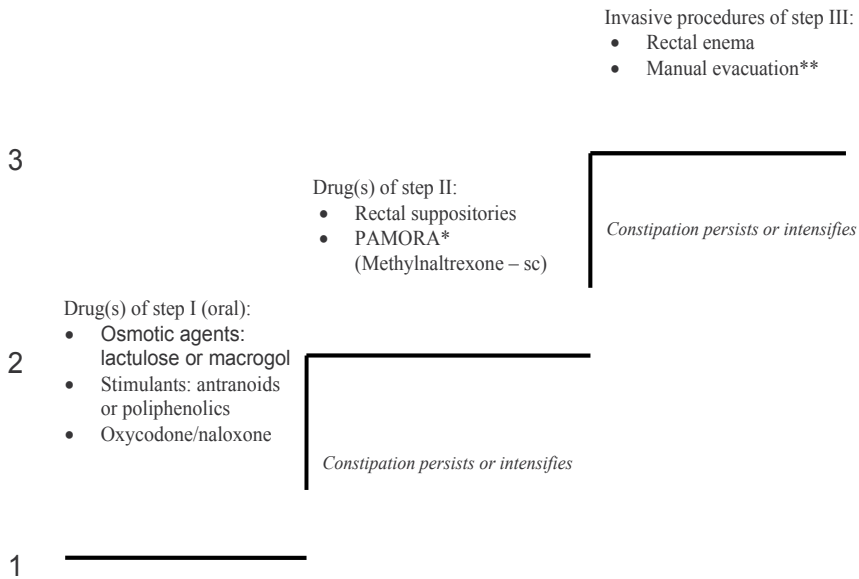 Invasive procedures of step III:
• Rectal enema
• Manual evacuation**
3
Drug(s) of step II:
• Rectal suppositories
• PAMORA*
(Methylnaltrexone – sc)
Constipation persists or intensifies
Drug(s) of step I (oral):
• Osmotic agents:
lactulose or macrogol
• Stimulants: antranoids
or poliphenolics
• Oxycodone/naloxone
2
Constipation persists or intensifies
1